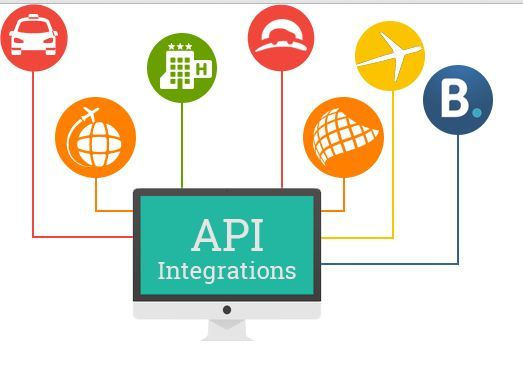 H
B.
API
Integrations